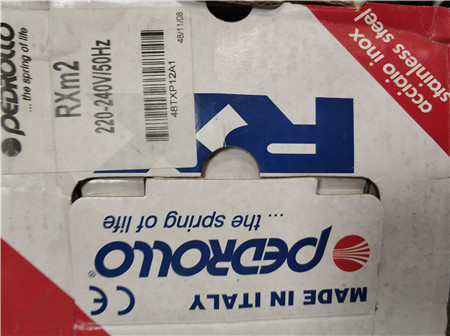 PEDROLLO
... the spring of life
RXm2
220-240V/50Hz
48TXP12A1
48/11/08
acciaio inox
stainless steel
R
MADE IN ITALY
CE
PEDROLLO®
... the spring of life